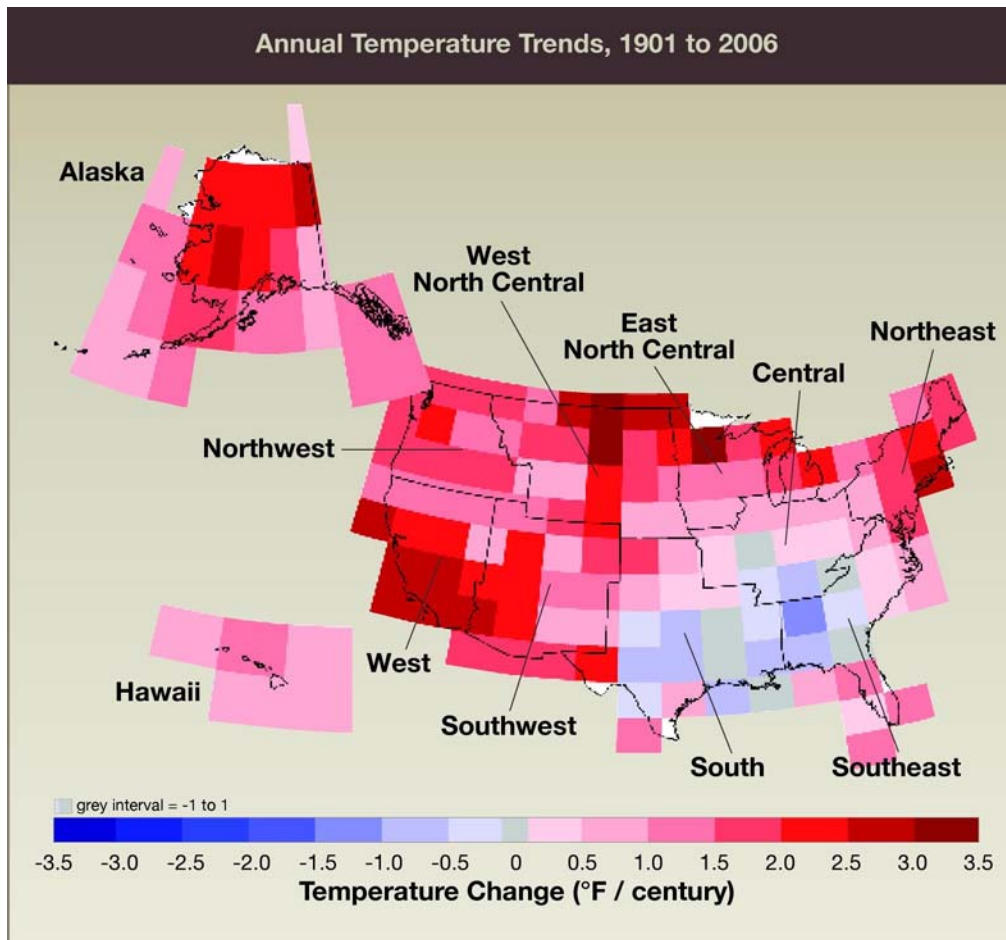 Annual Temperature Trends, 1901 to 2006
Alaska
West
North Central
East
North Central
Northeast
Central
Northwest
West
Hawaii
Southwest
South
Southeast
grey interval = -1 to 1
-3.5 -3.0 -2.5 -2.0 -1.5 -1.0 -0.5 0 0.5 1.0 1.5 2.0 2.5 3.0 3.5
Temperature Change (°F / century)